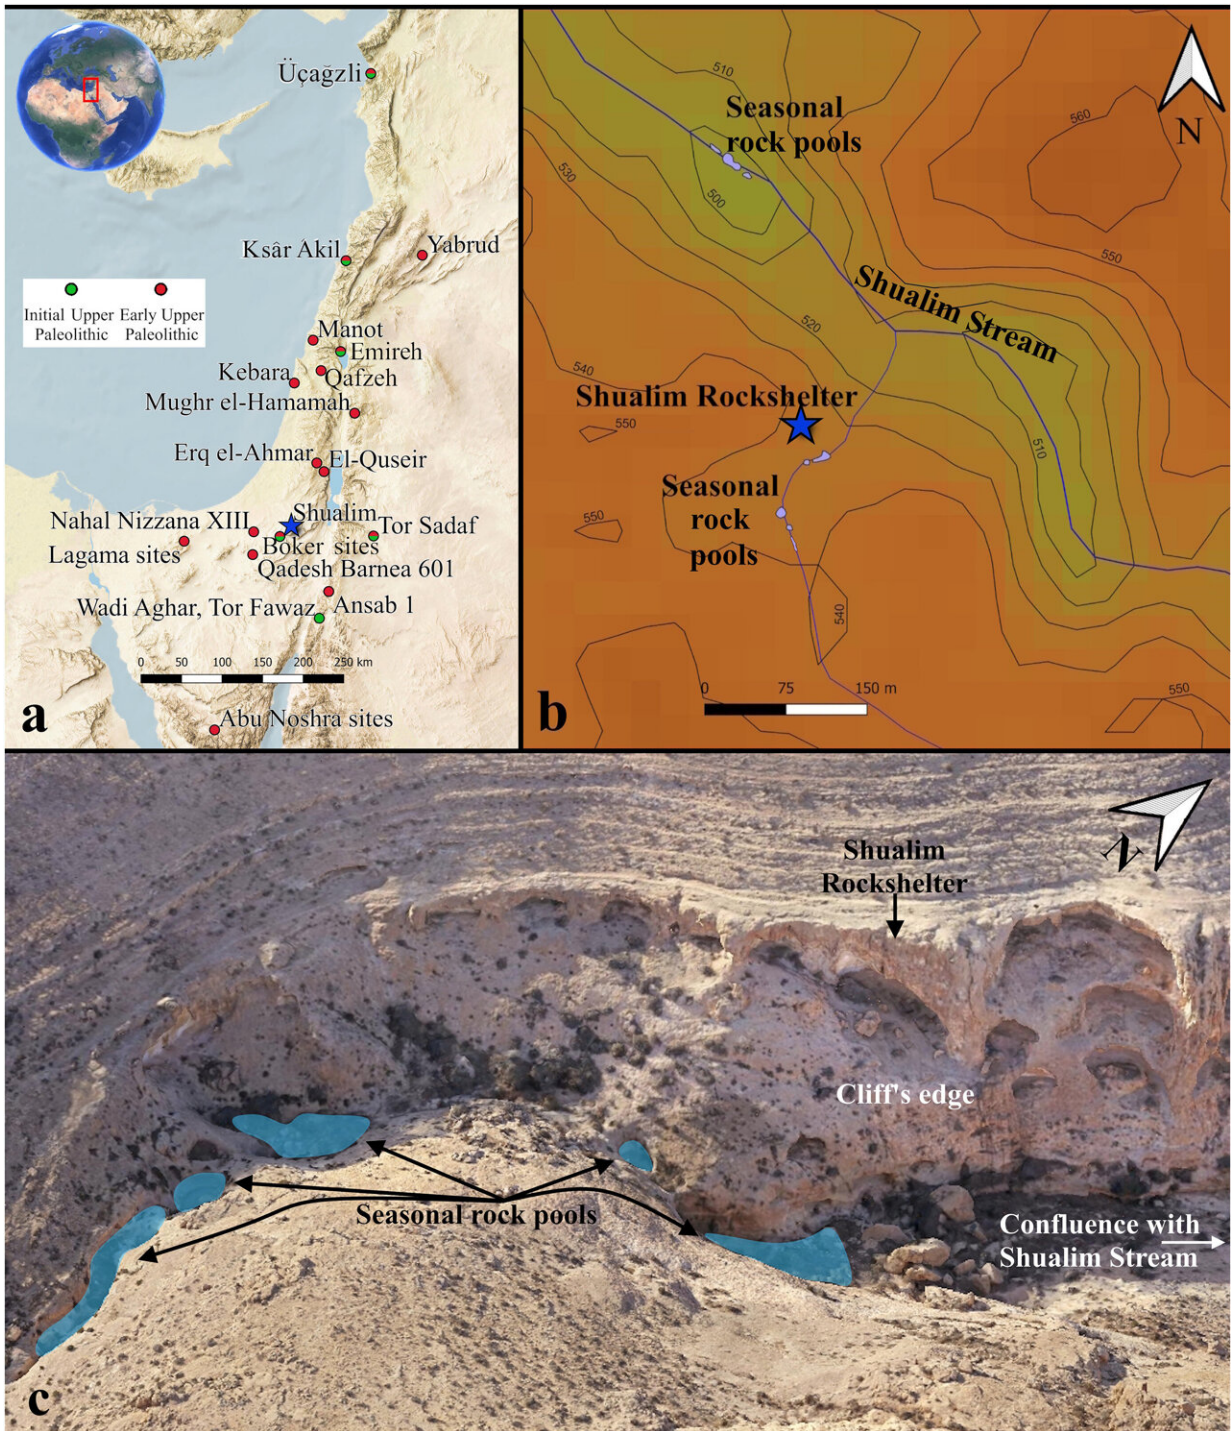 Üçağzli
Ksâr Akil
Yabrud
Initial Upper
Paleolithic
Early Upper
Paleolithic
Manot
Emireh
Kebara
Qafzeh
Mughr el-Hamamah
Erq el-Ahmar
El-Quseir
Shualim
Nahal Nizzana XIII
Tor Sadaf
Lagama sites
Boker sites
Qadesh Barnea 601
Wadi Aghar, Tor Fawaz
Ansab 1
0 50 100 150 200 250 km
Abu Noshra sites
a
510
Seasonal
rock pools
530
500
560
N
550
Shualim Stream
520
540
Shualim Rockshelter
550
510
Seasonal
rock
pools
550
540
0 75 150 m
550
b
Shualim
Rockshelter
N
Cliff's edge
Seasonal rock pools
Confluence with
Shualim Stream
c